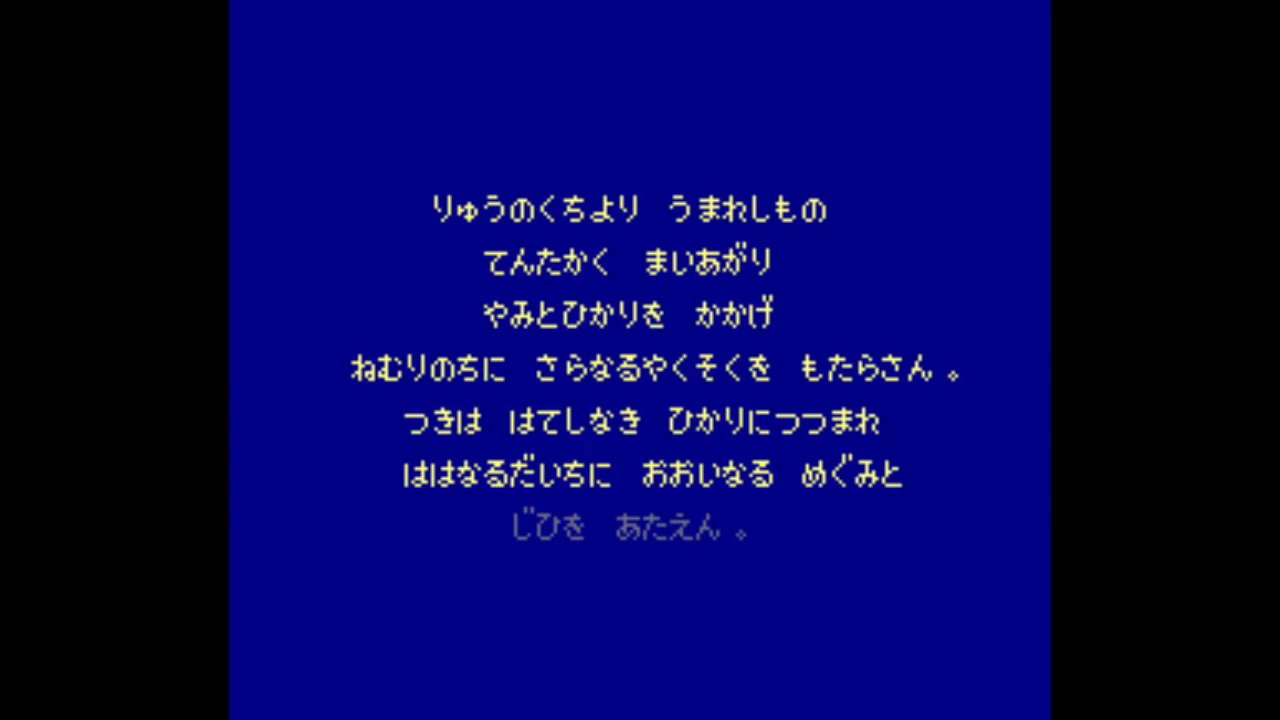 りゅうのくちより　うまれしもの
てんたかく　まいあがり
やみとひかりを　かかげ
ねむりのちに　さらなるやくそくを　もたらさん。
つきは　はてしなき　ひかりにつつまれ
ははなるだいちに　おおいなる　めぐみと
じひを　あたえん。